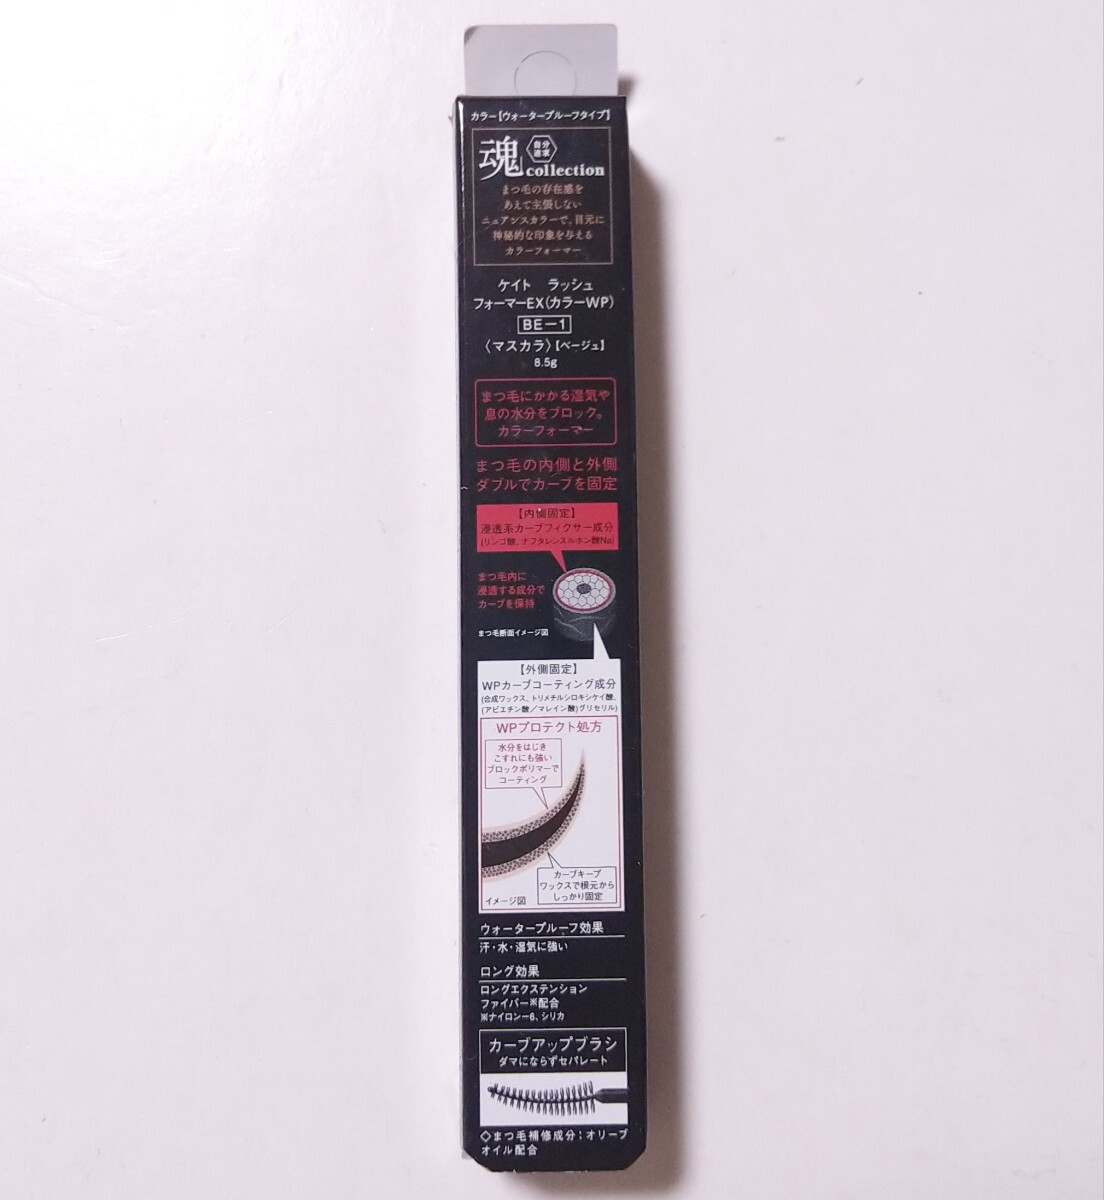 カラー【ウォータープルーフタイプ】
魂
自分
追求
collection
まつ毛の存在感を
あえて主張しない
ニュアンスカラーで、目元に
神秘的な印象を与える
カラーフォーマー
ケイト ラッシュ
フォーマーEX(カラーWP)
BE-1
〈マスカラ〉【ベージュ】
8.5g
まつ毛にかかる湿気や
息の水分をブロック。
カラーフォーマー
まつ毛の内側と外側
ダブルでカーブを固定
【内側固定】
浸透系カーブフィクサー成分
(リンゴ酸、ナフタレンスルホン酸Na)
まつ毛内に
浸透する成分で
カーブを保持
まつ毛断面イメージ図
【外側固定】
WPカーブコーティング成分
(合成ワックス、トリメチルシロキシケイ酸、
(アビエチン酸/マレイン酸)グリセリル)
WPプロテクト処方
水分をはじき
こすれにも強い
ブロックポリマーで
コーティング
カーブキープ
ワックスで根元から
しっかり固定
イメージ図
ウォータープルーフ効果
汗・水・湿気に強い
ロング効果
ロングエクステンション
ファイバー※配合
※ナイロン-6、シリカ
カーブアップブラシ
ダマにならずセパレート
◇まつ毛補修成分:オリーブ
オイル配合